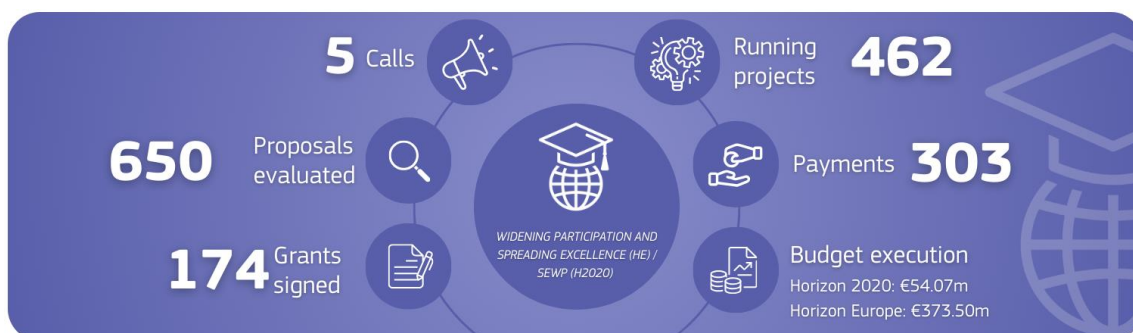 5 Calls
650 Proposals
evaluated
174 Grants
signed
WIDENING PARTICIPATION AND
SPREADING EXCELLENCE (HE) /
SEWP (H2020)
Running
projects 462
Payments 303
Budget execution
Horizon 2020: €54.07m
Horizon Europe: €373.50m